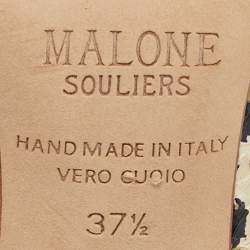 MALONE
SOULIERS
HAND MADE IN ITALY
VERO CUOIO
37½